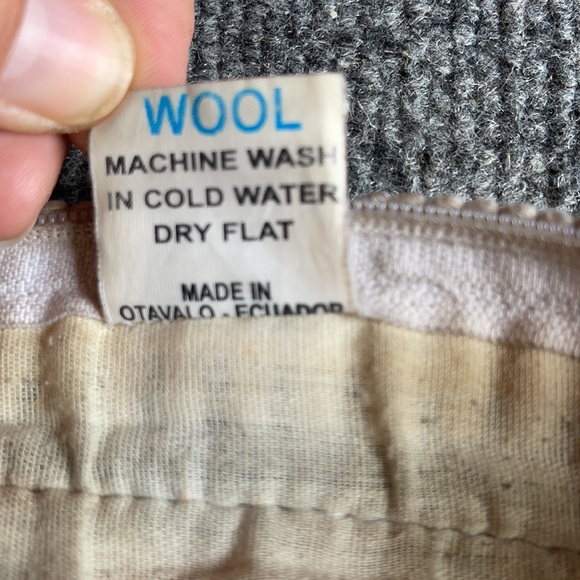 WOOL
MACHINE WASH
IN COLD WATER
DRY FLAT
MADE IN
OTAVALO - ECUADOR